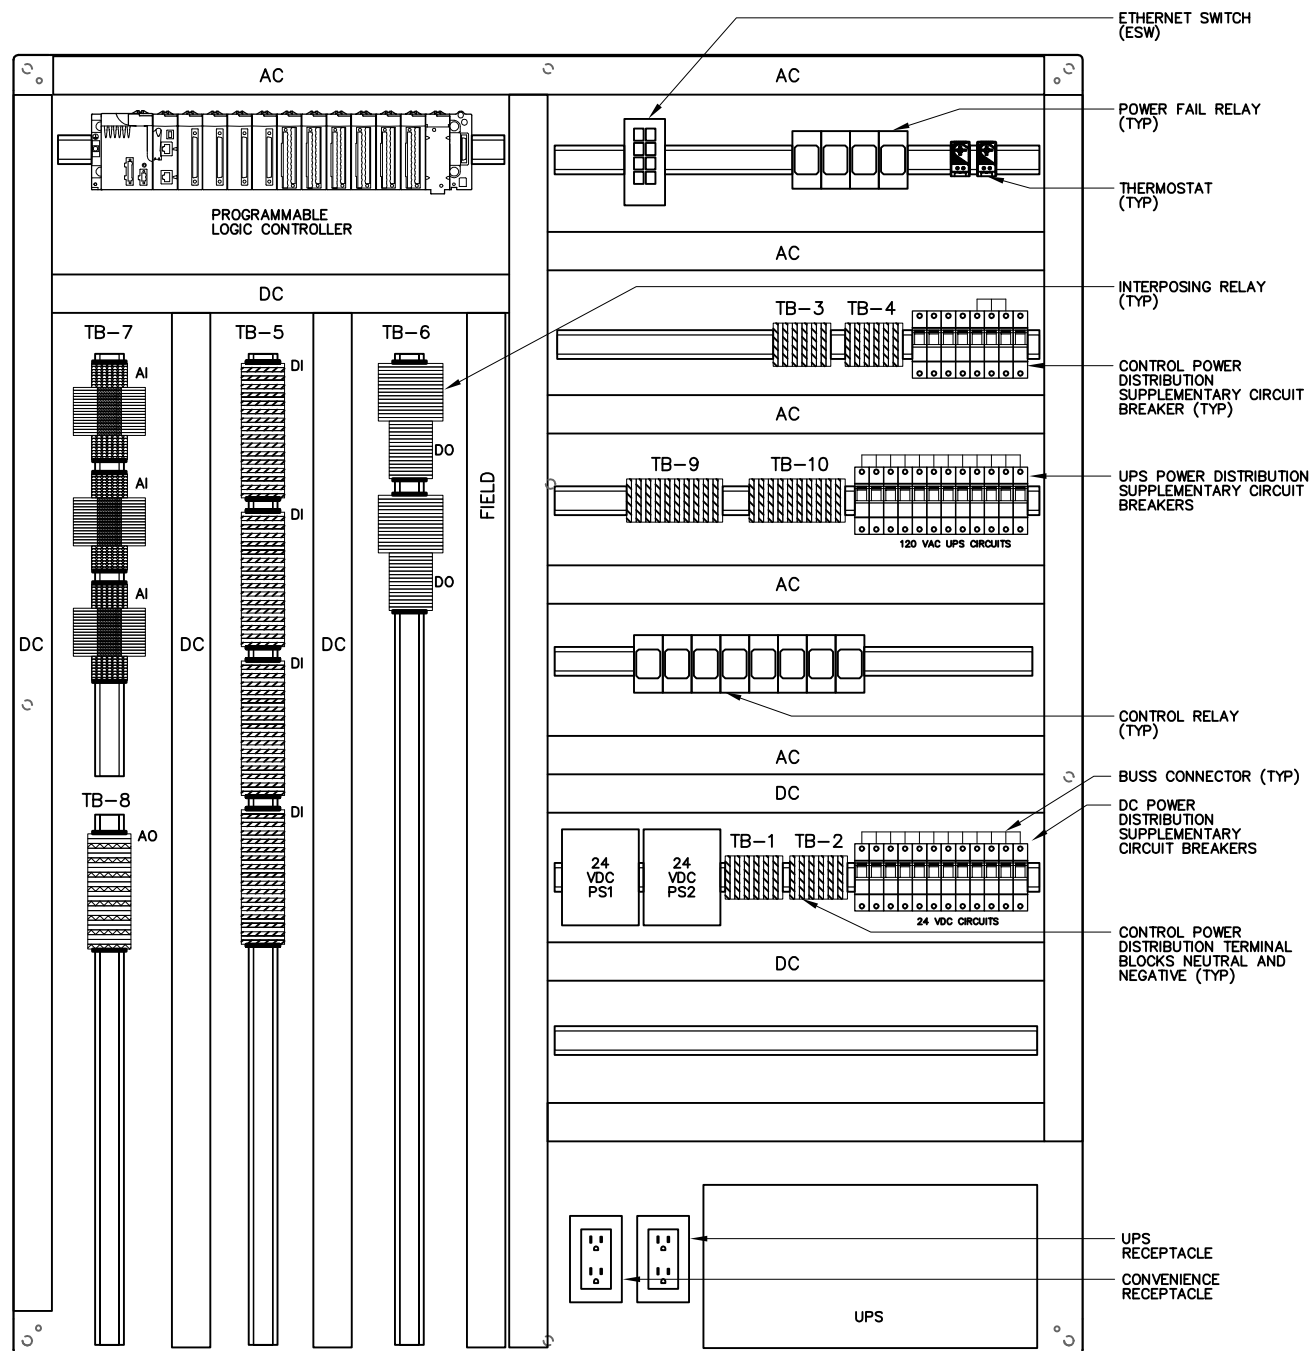 ETHERNET SWITCH
(ESW)
AC
AC
POWER FAIL RELAY
(TYP)
THERMOSTAT
(TYP)
PROGRAMMABLE
LOGIC CONTROLLER
AC
DC
INTERPOSING RELAY
(TYP)
TB-7
TB-5
TB-6
TB-3
TB-4
AI
DI
CONTROL POWER
DISTRIBUTION
SUPPLEMENTARY CIRCUIT
BREAKER (TYP)
AC
DO
TB-9
TB-10
UPS POWER DISTRIBUTION
SUPPLEMENTARY CIRCUIT
BREAKERS
AI
DI
FIELD
120 VAC UPS CIRCUITS
DO
AC
AI
DC
DC
DC
DI
CONTROL RELAY
(TYP)
AC
BUSS CONNECTOR (TYP)
DC
TB-8
AO
DI
DC POWER
DISTRIBUTION
SUPPLEMENTARY
CIRCUIT BREAKERS
24
VDC
PS1
24
VDC
PS2
TB-1
TB-2
24 VDC CIRCUITS
CONTROL POWER
DISTRIBUTION TERMINAL
BLOCKS NEUTRAL AND
NEGATIVE (TYP)
DC
UPS
RECEPTACLE
CONVENIENCE
RECEPTACLE
UPS